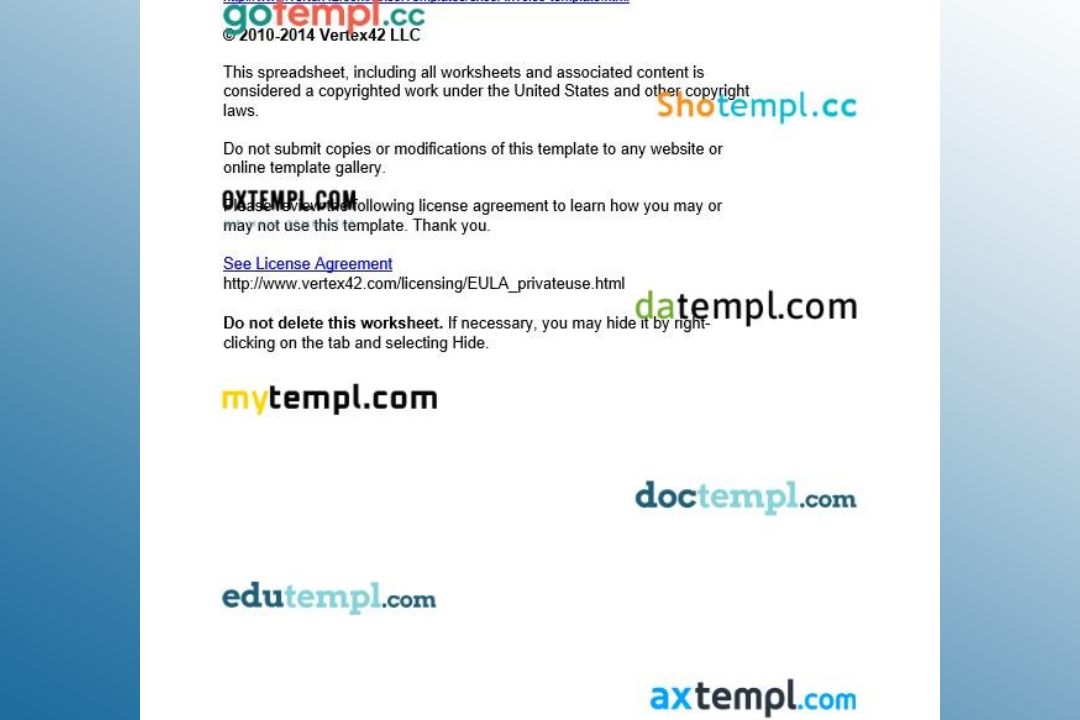 gotempl.cc
© 2010-2014 Vertex42 LLC
This spreadsheet, including all worksheets and associated content is
considered a copyrighted work under the United States and other copyright
laws.
Shotempl.cc
Do not submit copies or modifications of this template to any website or
online template gallery.
OXTEMPL.COM
Please review the following license agreement to learn how you may or
may not use this template. Thank you.
See License Agreement
http://www.vertex42.com/licensing/EULA_privateuse.html
datempl.com
Do not delete this worksheet. If necessary, you may hide it by right-
clicking on the tab and selecting Hide.
mytempl.com
doctempl.com
edutempl.com
axtempl.com